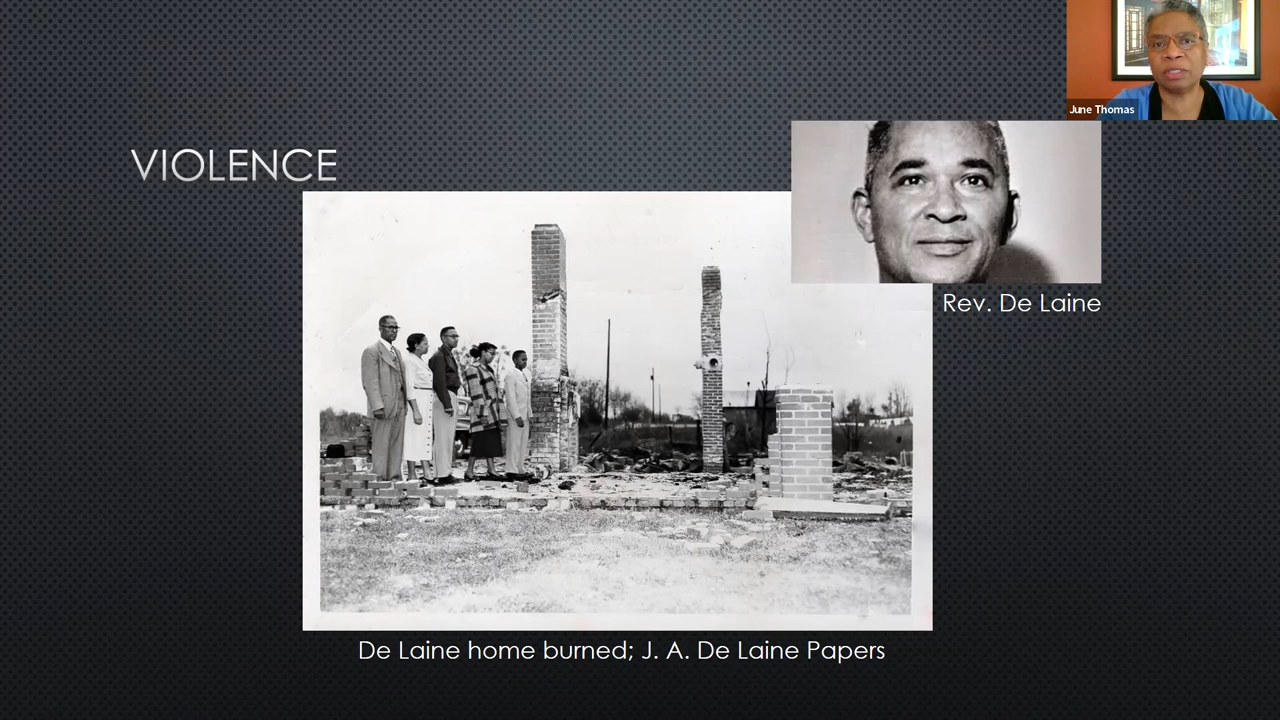 June Thomas
VIOLENCE
Rev. De Laine
De Laine home burned; J. A. De Laine Papers